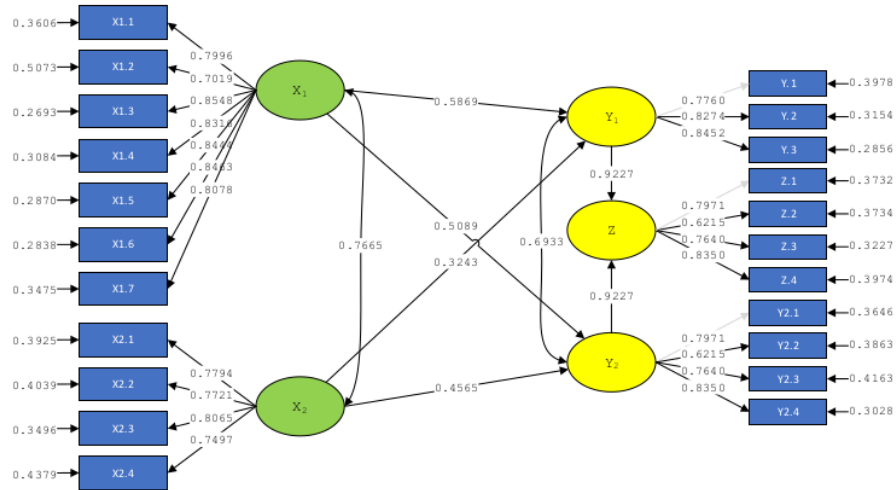 0.3606 X1.1
0.5073 X1.2
0.2693 X1.3
0.3084 X1.4
0.2870 X1.5
0.2838 X1.6
0.3475 X1.7
0.7996
0.7019
0.8548
0.8316
0.8444
0.8463
0.8078
X₁
0.3925 X2.1
0.4039 X2.2
0.3496 X2.3
0.4379 X2.4
0.7794
0.7721
0.8065
0.7497
X₂
0.7665
0.5869
0.5089
0.3243
0.4565
0.6933
Y₁
0.9227
Z
0.9227
Y₂
0.7760
0.8274
0.8452
Y.1 0.3978
Y.2 0.3154
Y.3 0.2856
0.7971
0.6215
0.7640
0.8350
Z.1 0.3732
Z.2 0.3734
Z.3 0.3227
Z.4 0.3974
0.7971
0.6215
0.7640
0.8350
Y2.1 0.3646
Y2.2 0.3863
Y2.3 0.4163
Y2.4 0.3028